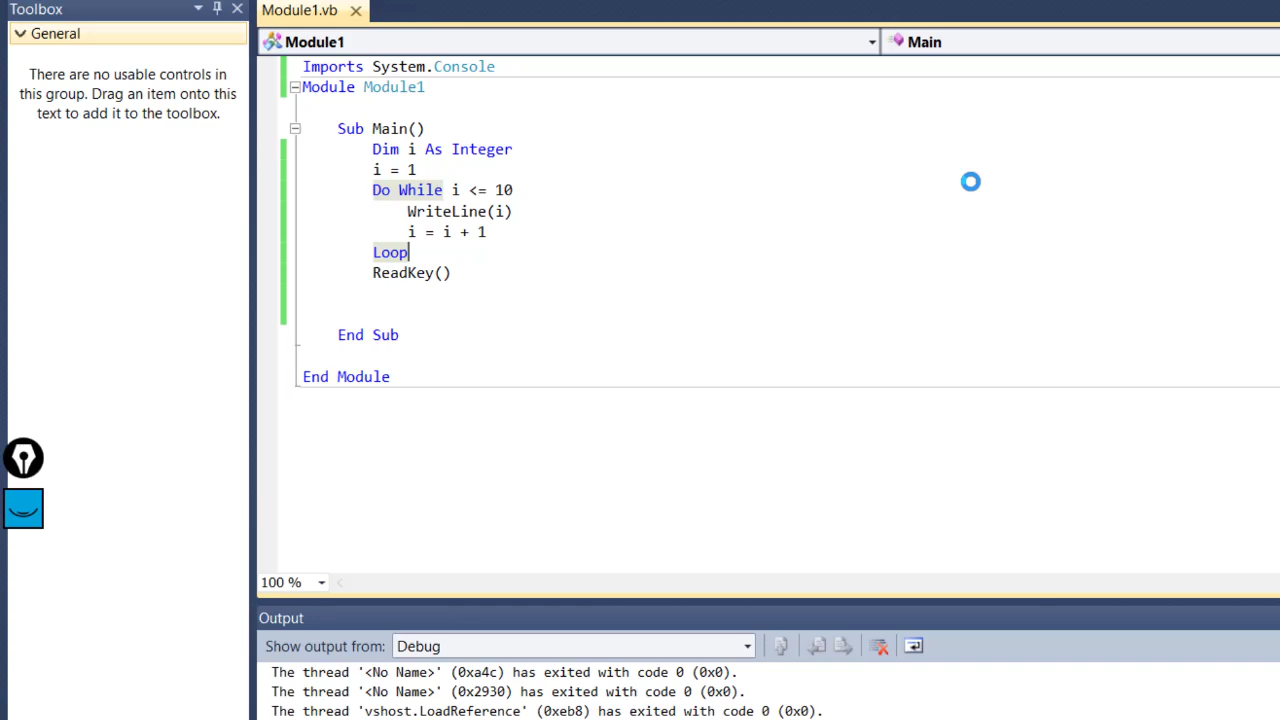 Toolbox
General
There are no usable controls in
this group. Drag an item onto this
text to add it to the toolbox.
Module1.vb
Module1
Main
Imports System.Console
Module Module1
Sub Main()
Dim i As Integer
i = 1
Do While i <= 10
WriteLine(i)
i = i + 1
Loop
ReadKey()
End Sub
End Module
100 %
Output
Show output from: Debug
The thread '<No Name>' (0xa4c) has exited with code 0 (0x0).
The thread '<No Name>' (0x2930) has exited with code 0 (0x0).
The thread 'vshost.LoadReference' (0xeb8) has exited with code 0 (0x0).